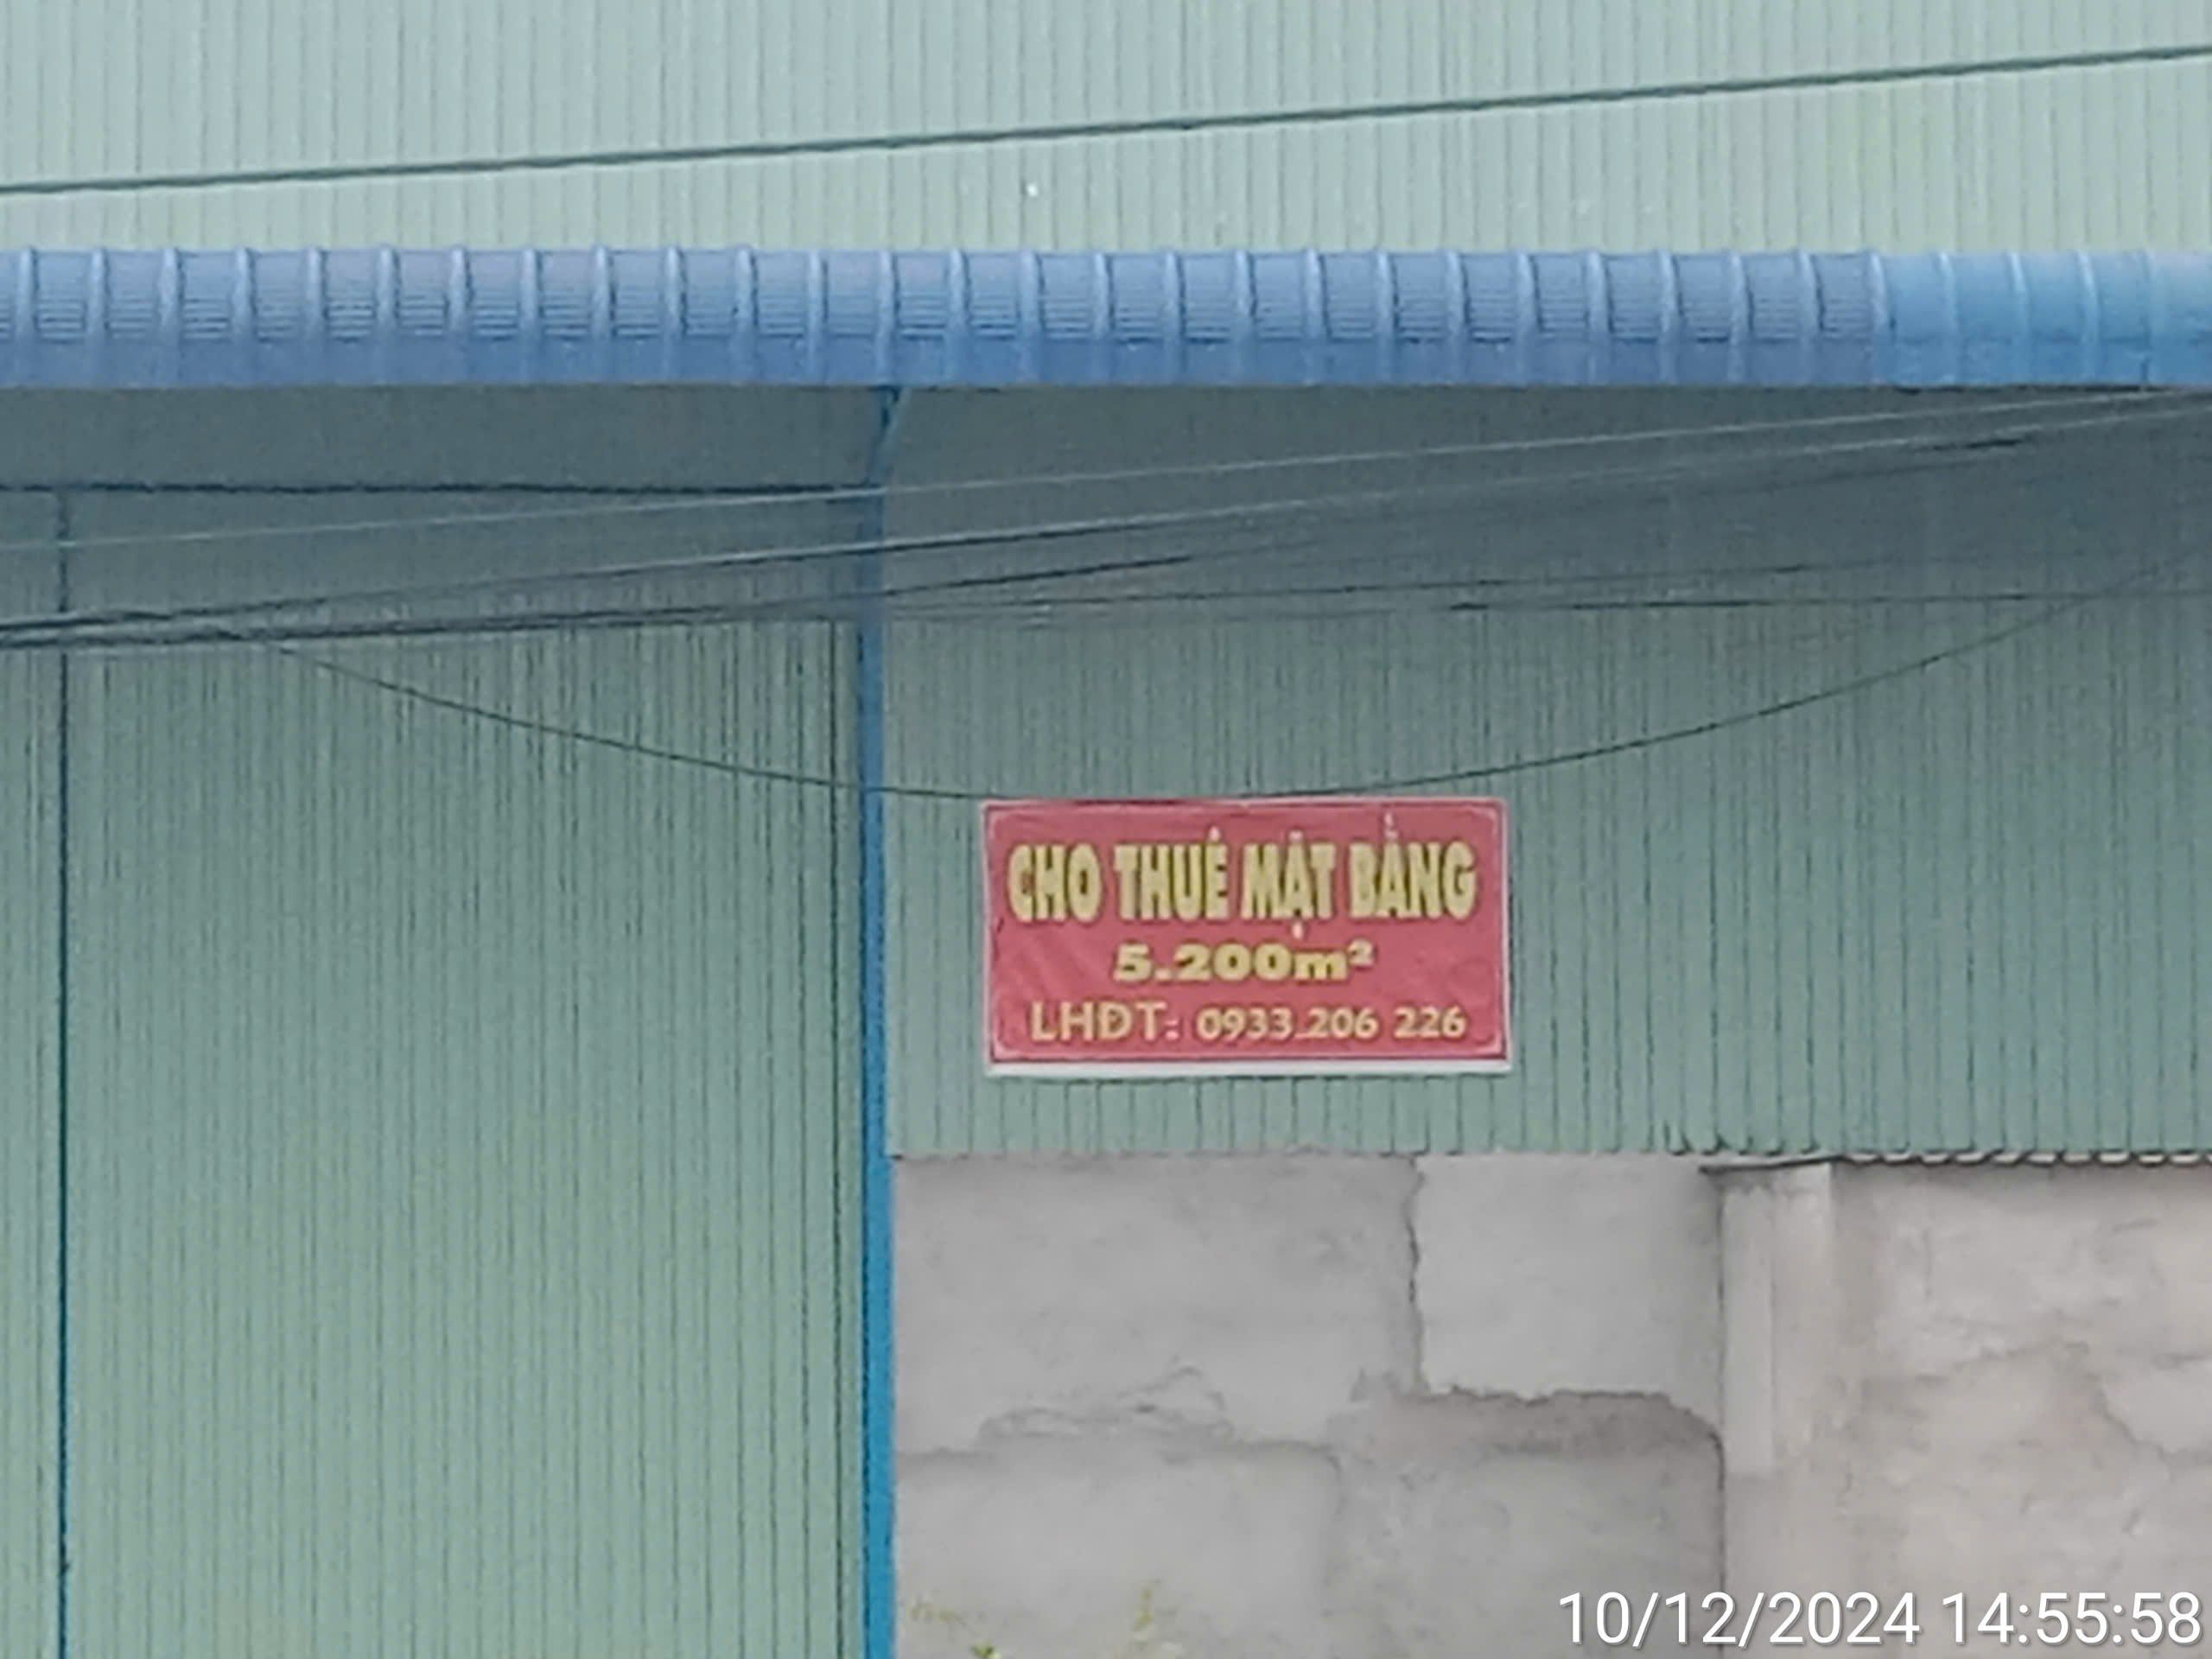 CHO THUÊ MẶT BẰNG
5.200m²
LHĐT: 0933.206 226
10/12/2024 14:55:58